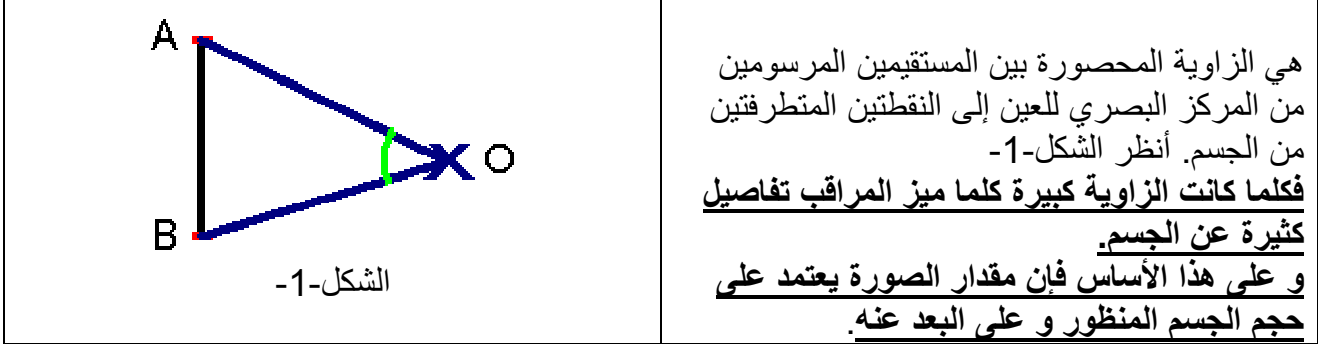 هي الزاوية المحصورة بين المستقيمين المرسومين
من المركز البصري للعين إلى النقطتين المتطرفتين
من الجسم. أنظر الشكل-1-
فكلما كانت الزاوية كبيرة كلما ميز المراقب تفاصيل
كثيرة عن الجسم.
و على هذا الأساس فإن مقدار الصورة يعتمد على
حجم الجسم المنظور و على البعد عنه.
A
O
B
الشكل-1-